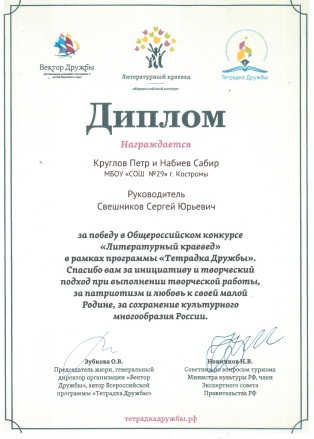 Вектор Дружбы
Литературный краевед
общероссийский конкурс
Тетрадка Дружбы
Диплом
Награждается
Круглов Петр и Набиев Сабир
МБОУ «СОШ №29» г. Костромы
Руководитель
Свешников Сергей Юрьевич
за победу в Общероссийском конкурсе
«Литературный краевед»
в рамках программы «Тетрадка Дружбы».
Спасибо вам за инициативу и творческий
подход при выполнении творческой работы,
за патриотизм и любовь к своей малой
Родине, за сохранение культурного
многообразия России.
Зубкова О.В.
Председатель жюри, генеральный
директор организации «Вектор
Дружбы», автор Всероссийской
программы «Тетрадка Дружбы»
Новиков Н.В.
Советник по вопросам туризма
Министра культуры РФ, член
Экспертного совета
Правительства РФ
тетрадкадружбы.рф